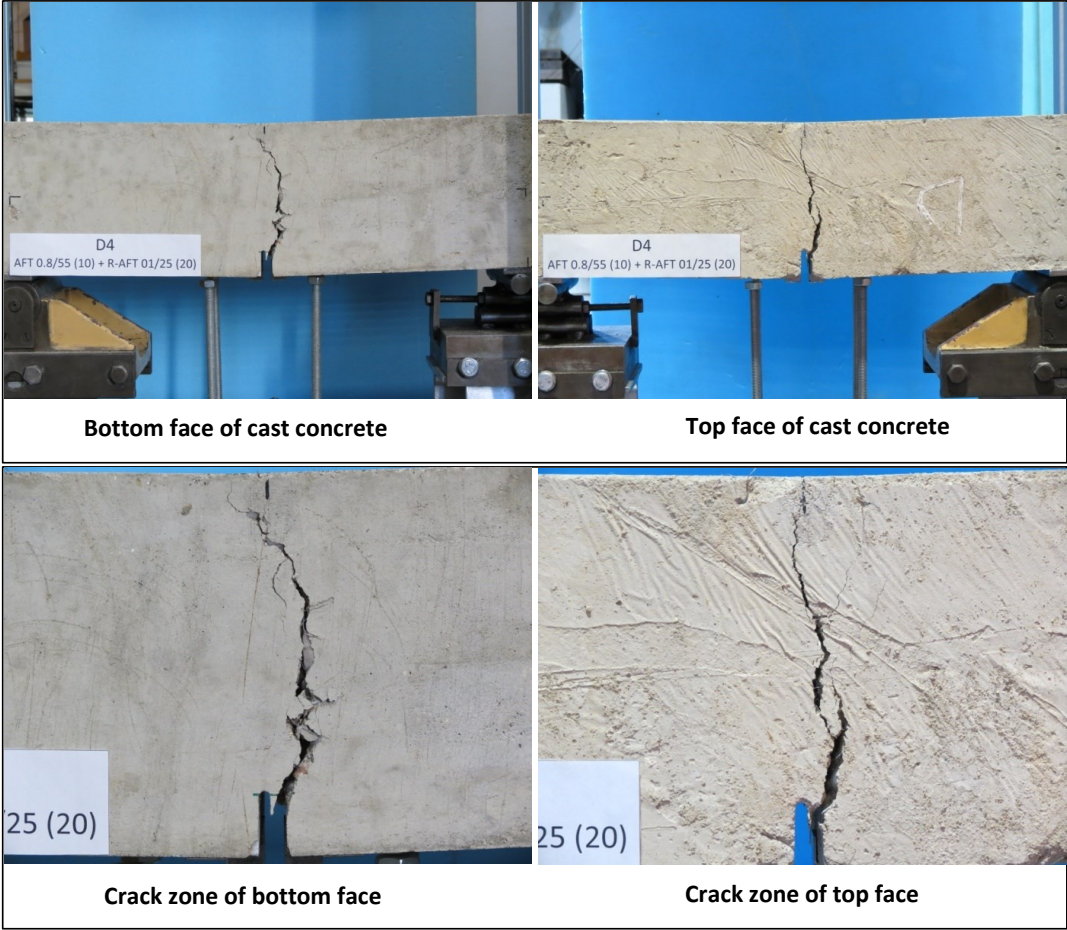 D4
AFT 0.8/55 (10) + R-AFT 01/25 (20)
D4
AFT 0.8/55 (10) + R-AFT 01/25 (20)
Bottom face of cast concrete
Top face of cast concrete
/25 (20)
25 (20)
Crack zone of bottom face
Crack zone of top face